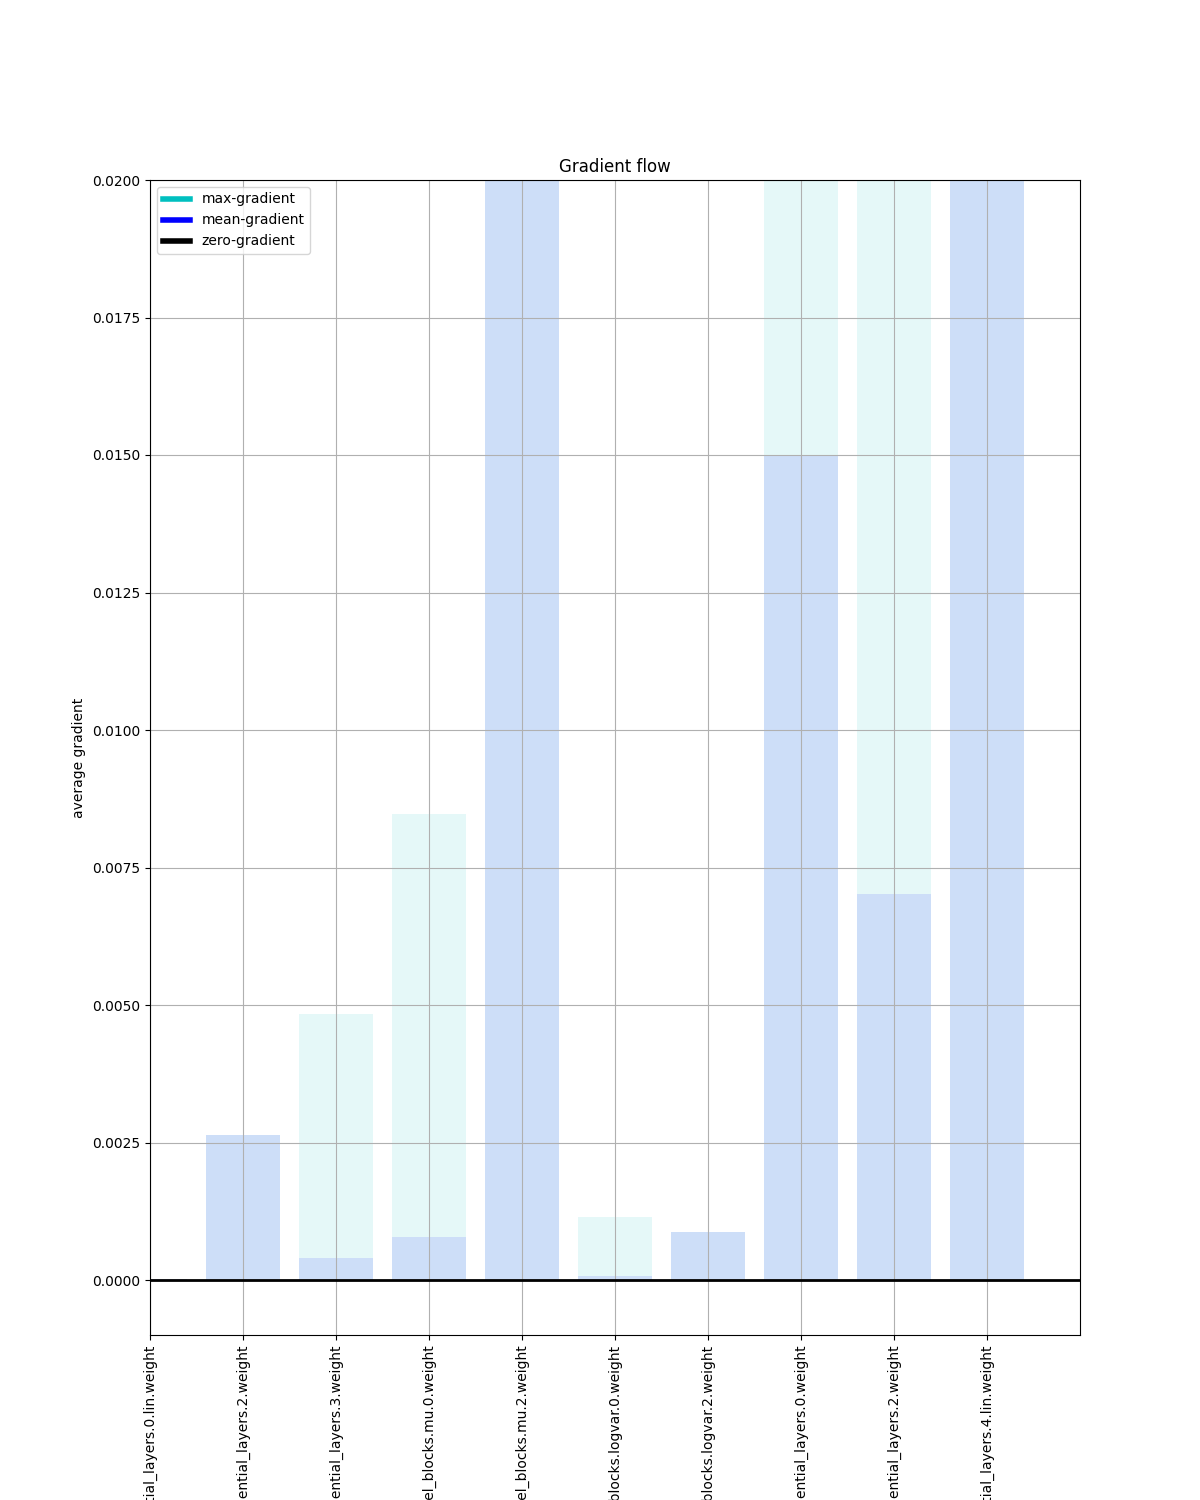 Gradient flow
max-gradient
mean-gradient
zero-gradient
0.0200
0.0175
0.0150
0.0125
0.0100
0.0075
0.0050
0.0025
0.0000
average gradient
tial_layers.0.lin.weight
ential_layers.2.weight
ential_layers.3.weight
el_blocks.mu.0.weight
el_blocks.mu.2.weight
blocks.logvar.0.weight
blocks.logvar.2.weight
ential_layers.0.weight
ential_layers.2.weight
tial_layers.4.lin.weight